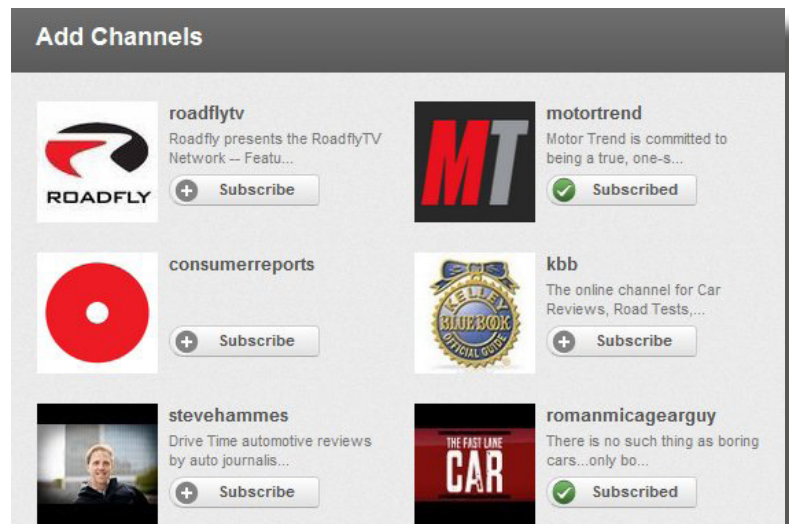 Add Channels
roadflytv
Roadfly presents the RoadflyTV
Network -- Featu...
Subscribe
ROADFLY
motortrend
Motor Trend is committed to
being a true, one-s...
Subscribed
MT
consumerreports
Subscribe
kbb
The online channel for Car
Reviews, Road Tests,...
Subscribe
KELLEY
BLUE BOOK
OFFICIAL GUIDE
stevehammes
Drive Time automotive reviews
by auto journalis...
Subscribe
romanmicagearguy
There is no such thing as boring
cars...only bo...
Subscribed
THE FAST LANE
CAR